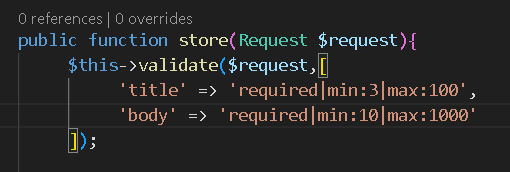 0 references | 0 overrides
public function store(Request $request){
$this->validate($request,[
'title' => 'required|min:3|max:100',
'body' => 'required|min:10|max:1000'
]);